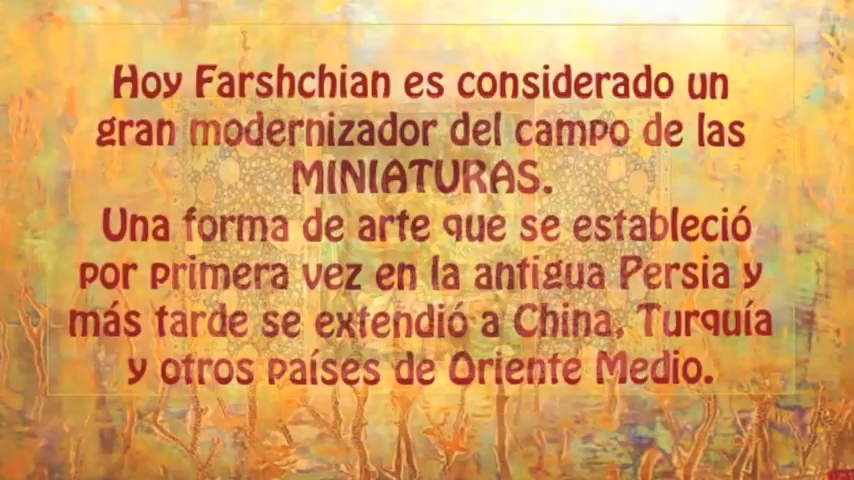 Hoy Farshchian es considerado un
gran modernizador del campo de las
MINIATURAS.
Una forma de arte que se estableció
por primera vez en la antigua Persia y
más tarde se extendió a China, Turquía
y otros países de Oriente Medio.